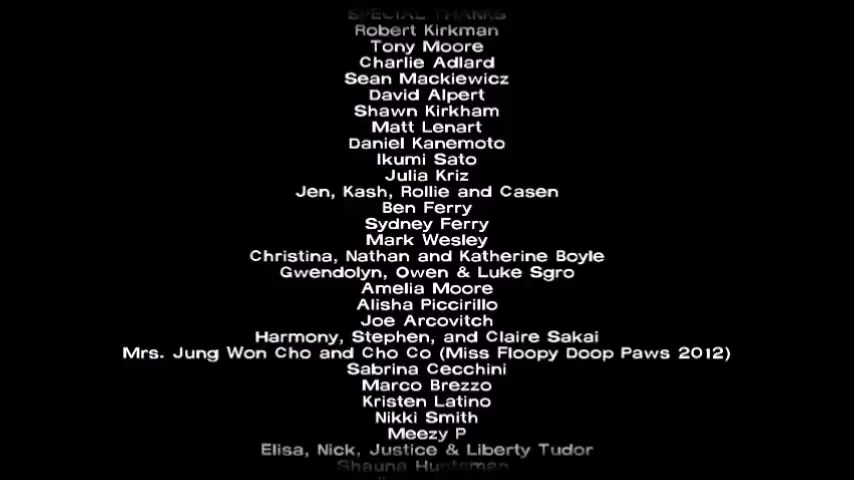 SPECIAL THANKS
Robert Kirkman
Tony Moore
Charlie Adlard
Sean Mackiewicz
David Alpert
Shawn Kirkham
Matt Lenart
Daniel Kanemoto
Ikumi Sato
Julia Kriz
Jen, Kash, Rollie and Casen
Ben Ferry
Sydney Ferry
Mark Wesley
Christina, Nathan and Katherine Boyle
Gwendolyn, Owen & Luke Sgro
Amelia Moore
Alisha Piccirillo
Joe Arcovitch
Harmony, Stephen, and Claire Sakai
Mrs. Jung Won Cho and Cho Co (Miss Floopy Doop Paws 2012)
Sabrina Cecchini
Marco Brezzo
Kristen Latino
Nikki Smith
Meezy P
Elisa, Nick, Justice & Liberty Tudor
Shauna Huntsman